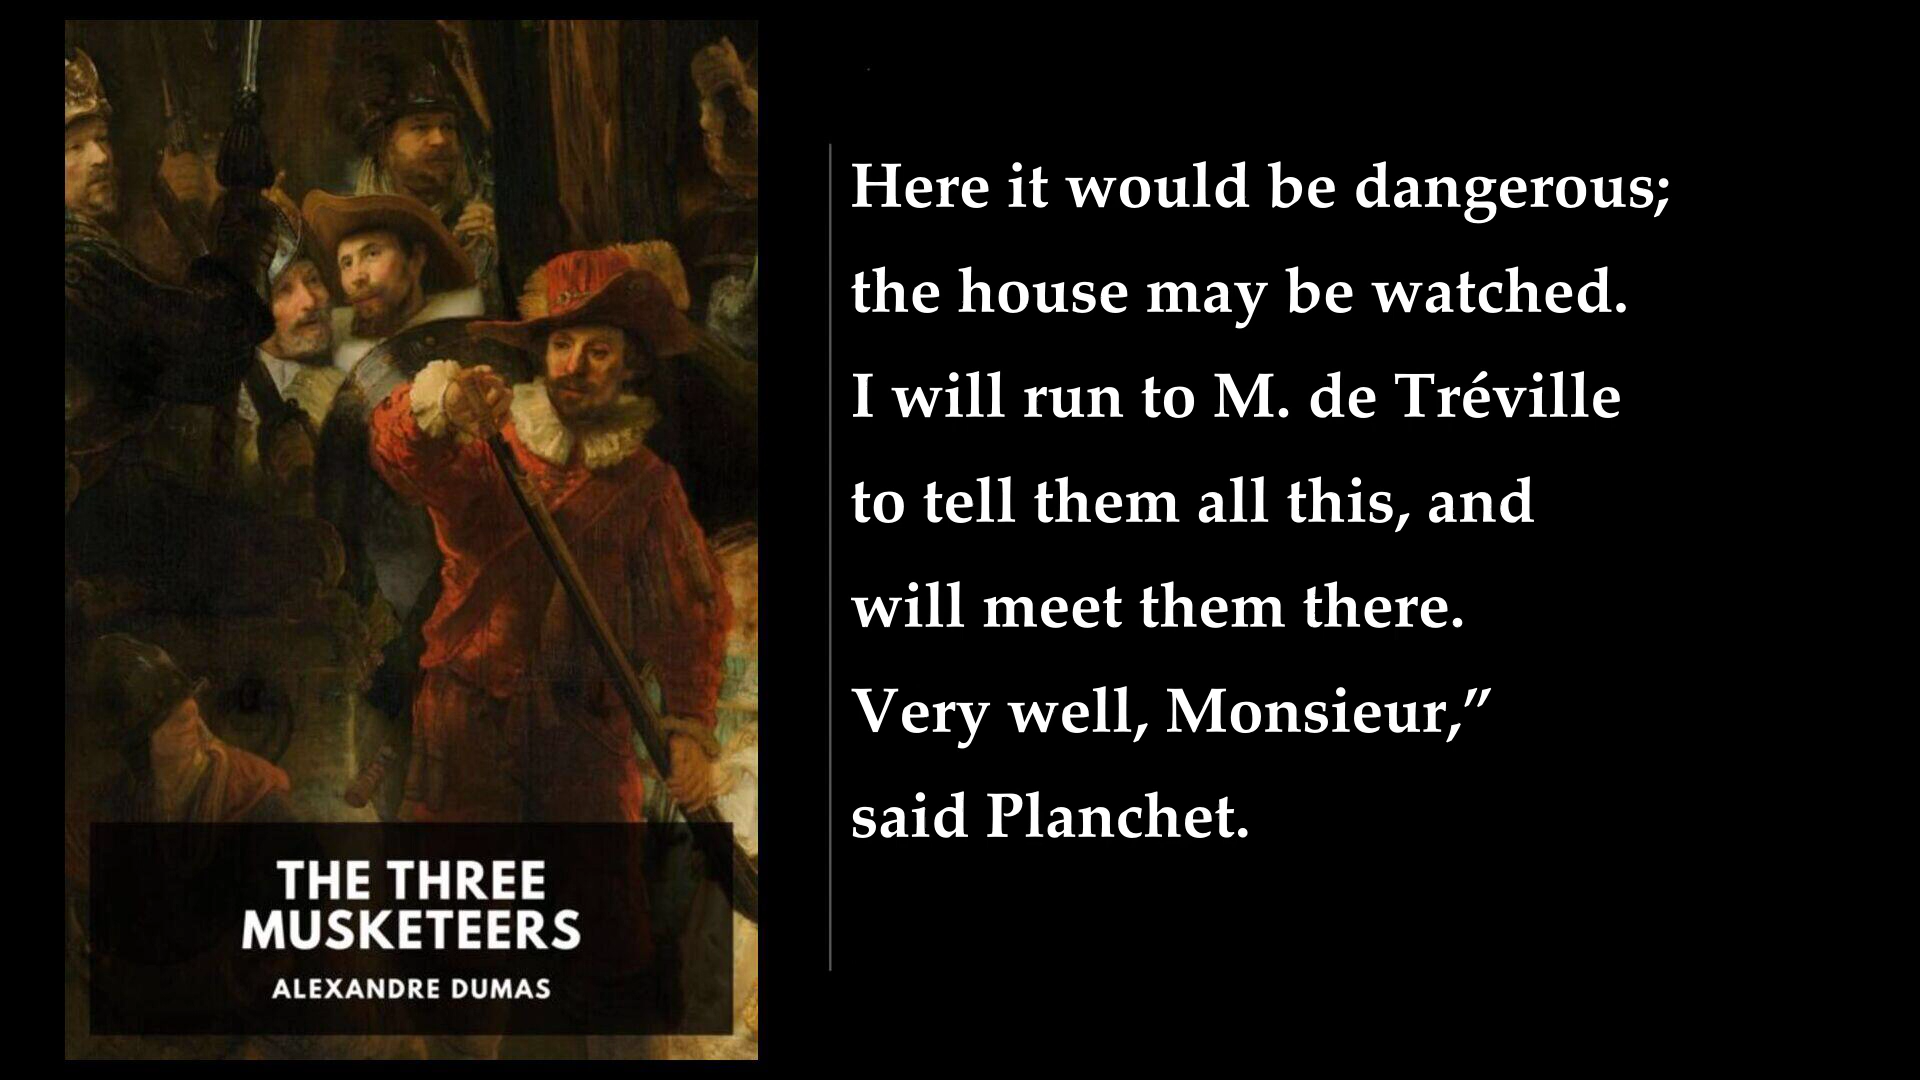 THE THREE
MUSKETEERS
ALEXANDRE DUMAS
Here it would be dangerous;
the house may be watched.
I will run to M. de Tréville
to tell them all this, and
will meet them there.
Very well, Monsieur,”
said Planchet.